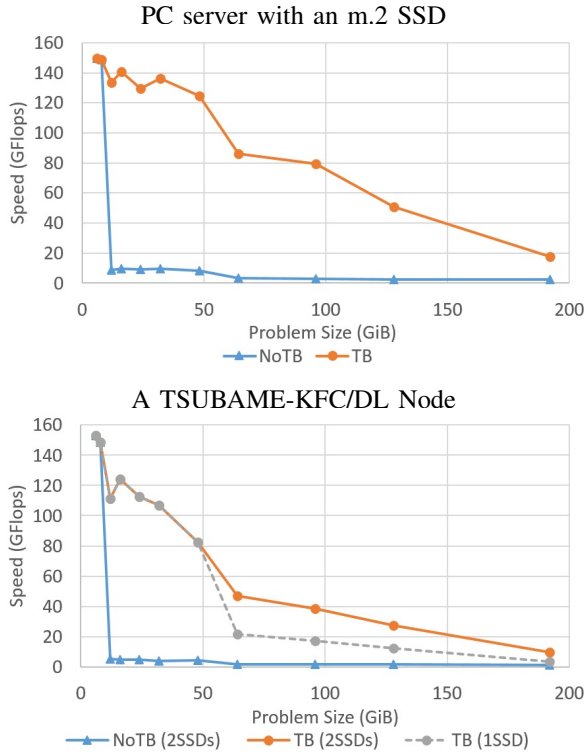 PC server with an m.2 SSD
160
140
120
100
80
60
40
20
0
Speed (GFlops)
0 50 100 150 200
Problem Size (GiB)
NoTB TB
A TSUBAME-KFC/DL Node
160
140
120
100
80
60
40
20
0
Speed (GFlops)
0 50 100 150 200
Problem Size (GiB)
NoTB (2SSDs) TB (2SSDs) TB (1SSD)